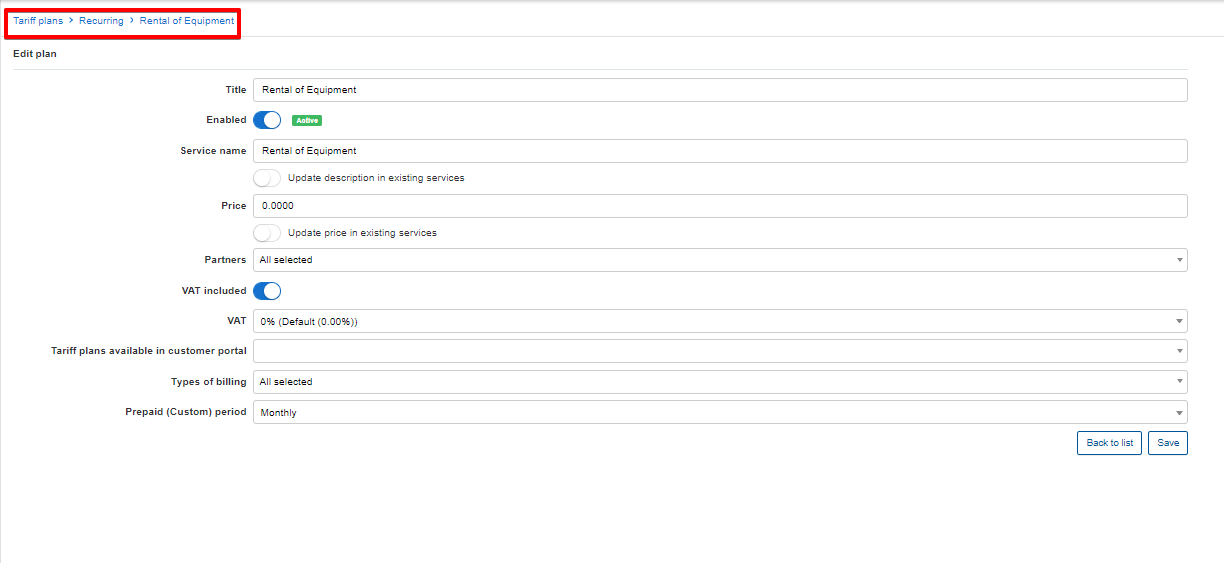 Tariff plans > Recurring > Rental of Equipment
Edit plan
Title Rental of Equipment
Enabled Active
Service name Rental of Equipment
Update description in existing services
Price 0.0000
Update price in existing services
Partners All selected
VAT included
VAT 0% (Default (0.00%))
Tariff plans available in customer portal
Types of billing All selected
Prepaid (Custom) period Monthly
Back to list Save